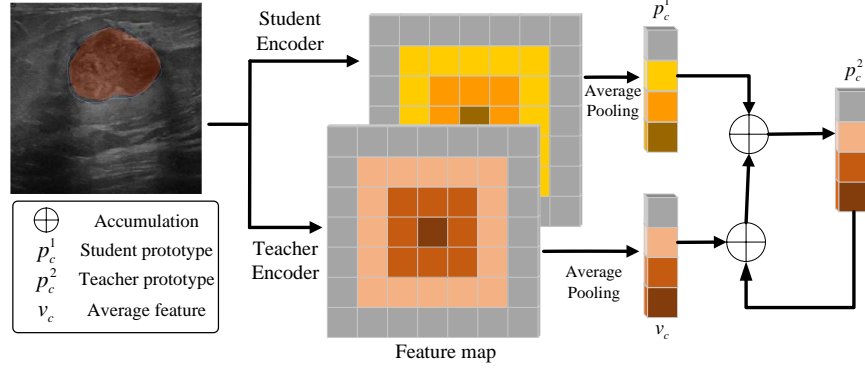 Student
Encoder
Average
Pooling
p_c^1
p_c^2
Teacher
Encoder
Average
Pooling
v_c
Feature map
Accumulation
p_c^1 Student prototype
p_c^2 Teacher prototype
v_c Average feature